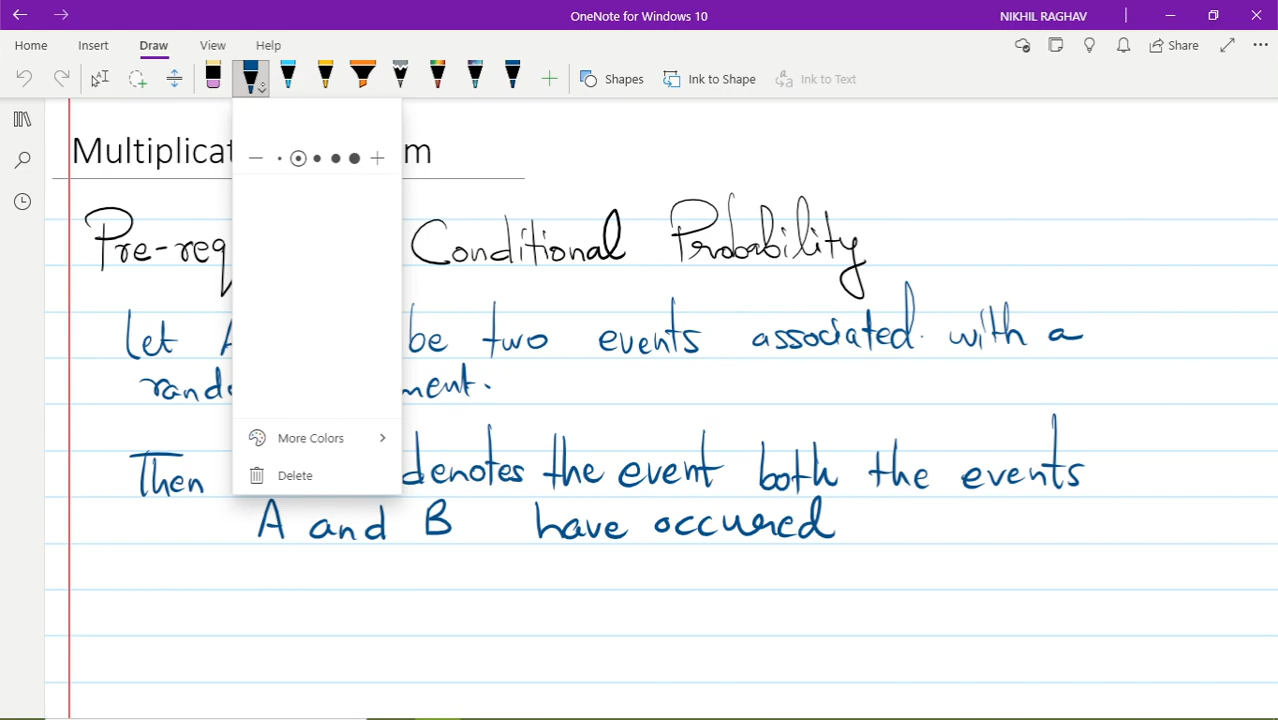 OneNote for Windows 10
NIKHIL RAGHAV
Home Insert Draw View Help
Share
Shapes Ink to Shape Ink to Text
Multiplicat m
Pre-req Conditional Probability
Let A be two events associated with a
rand ment.
More Colors
Then denotes the event both the events
Delete
A and B have occured